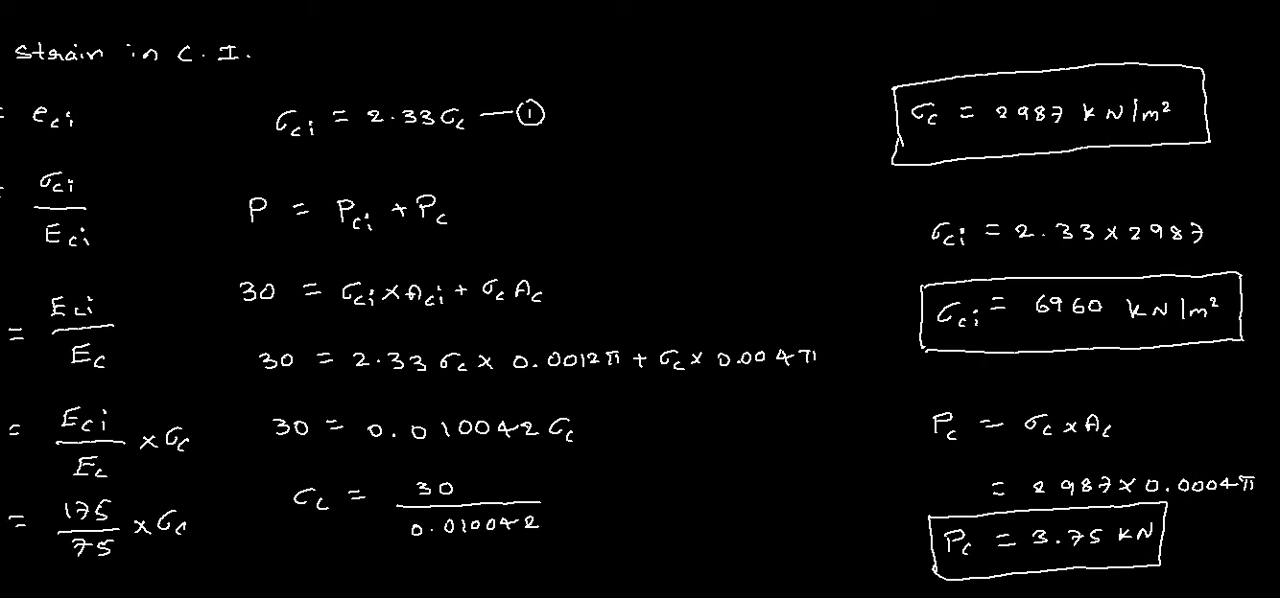 strain in C.I.
= e_ci
= σ_ci / E_ci
= E_ci / E_c
= E_ci / E_c × σ_c
= 175 / 75 × σ_c
σ_ci = 2.33 σ_c — ①
P = P_ci + P_c
30 = σ_ci × A_ci + σ_c A_c
30 = 2.33 σ_c × 0.0012π + σ_c × 0.004π
30 = 0.010042 σ_c
σ_c = 30 / 0.010042
σ_c = 2987 kN/m²
σ_ci = 2.33 × 2987
σ_ci = 6960 kN/m²
P_c = σ_c × A_c
= 2987 × 0.0004π
P_c = 3.75 kN